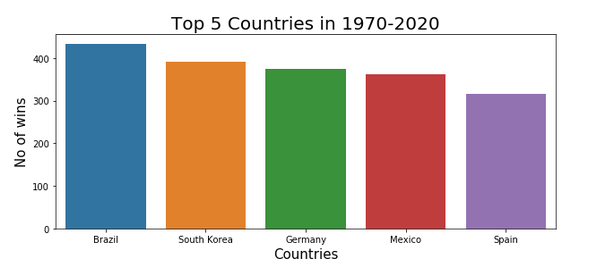 Top 5 Countries in 1970-2020
No of wins
400
300
200
100
0
Brazil South Korea Germany Mexico Spain
Countries